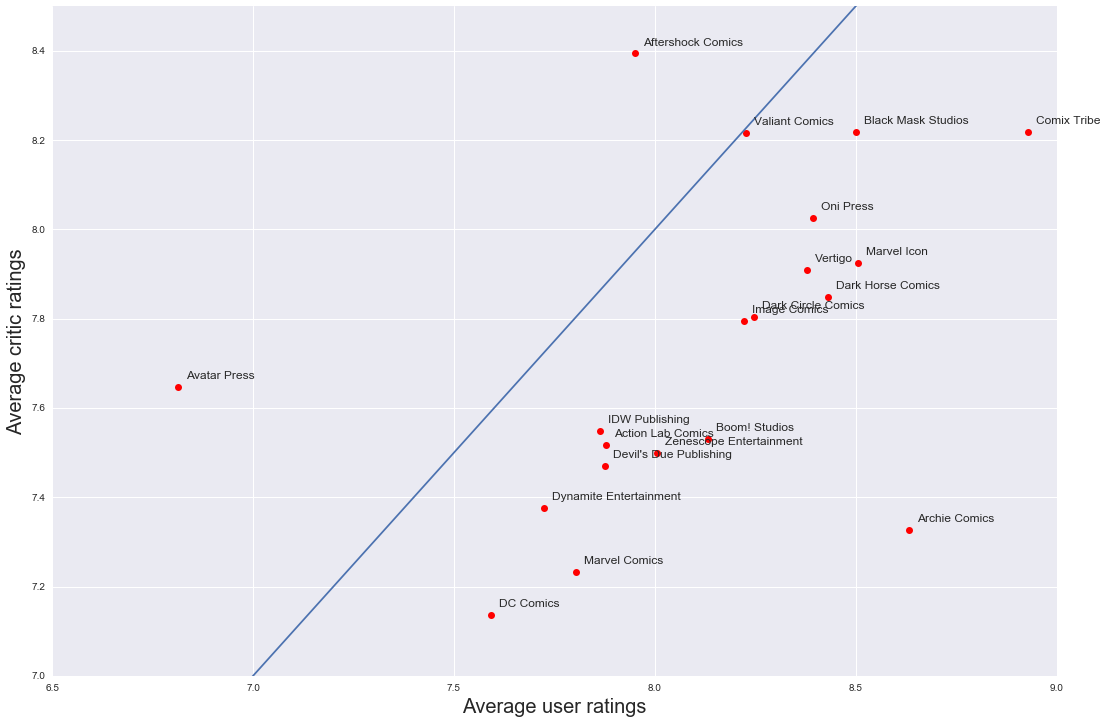 8.4
8.2
8.0
7.8
7.6
7.4
7.2
7.0
6.5
7.0
7.5
8.0
8.5
9.0
Average critic ratings
Average user ratings
Aftershock Comics
Valiant Comics
Black Mask Studios
Comix Tribe
Oni Press
Marvel Icon
Vertigo
Dark Horse Comics
Dark Circle Comics
Image Comics
Avatar Press
IDW Publishing
Boom! Studios
Action Lab Comics
Zenescope Entertainment
Devil's Due Publishing
Dynamite Entertainment
Archie Comics
Marvel Comics
DC Comics